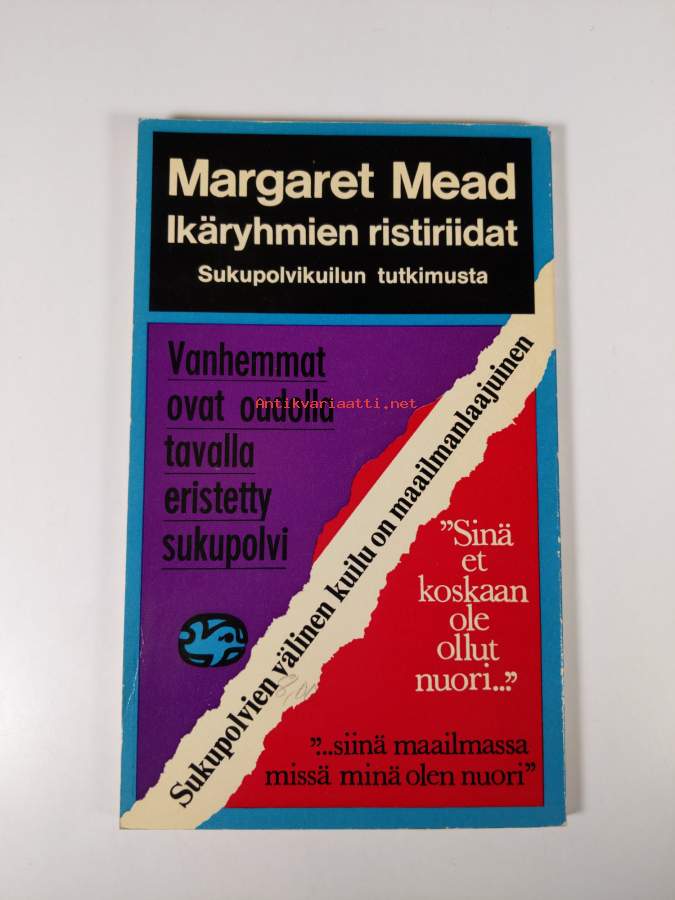 Margaret Mead
Ikäryhmien ristiriidat
Sukupolvikuilun tutkimusta
Vanhemmat
ovat oudolla
tavalla
eristetty
sukupolvi
Antikvariaatti.net
Sukupolvien välinen kuilu on maailmanlaajuinen
”Sinä
et
koskaan
ole
ollut
nuori...”
”...siinä maailmassa
missä minä olen nuori”